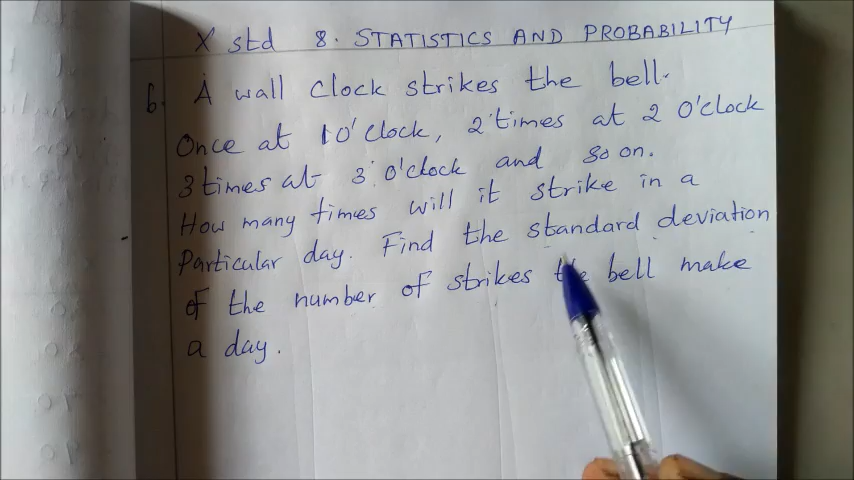 X std 8. STATISTICS AND PROBABILITY
6. A wall clock strikes the bell.
Once at 1 O'clock, 2 times at 2 O'clock
3 times at 3 O'clock and so on.
How many times will it strike in a
Particular day. Find the standard deviation
of the number of strikes the bell make
a day.